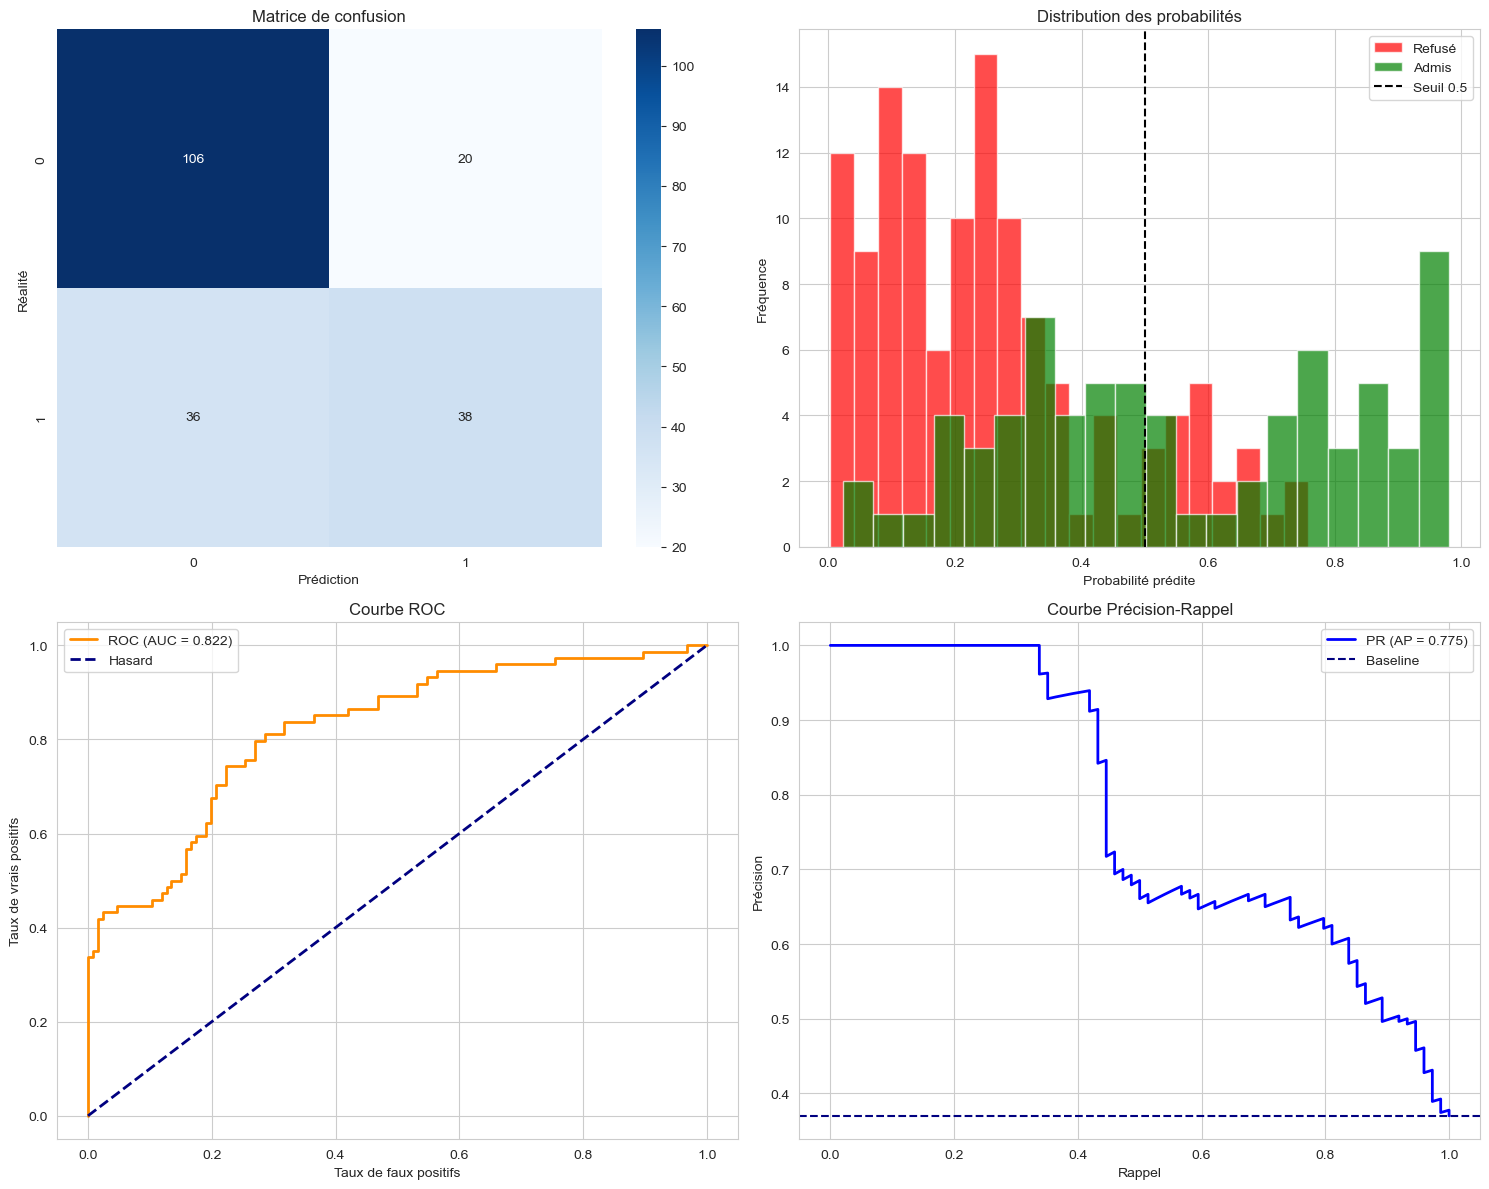 Matrice de confusion
106
20
36
38
0
1
Réalité
0
1
Prédiction
100
90
80
70
60
50
40
30
20
Distribution des probabilités
Refusé
Admis
Seuil 0.5
14
12
10
8
6
4
2
0
Fréquence
0.0
0.2
0.4
0.6
0.8
1.0
Probabilité prédite
Courbe ROC
ROC (AUC = 0.822)
Hasard
1.0
0.8
0.6
0.4
0.2
0.0
Taux de vrais positifs
0.0
0.2
0.4
0.6
0.8
1.0
Taux de faux positifs
Courbe Précision-Rappel
PR (AP = 0.775)
Baseline
1.0
0.9
0.8
0.7
0.6
0.5
0.4
Précision
0.0
0.2
0.4
0.6
0.8
1.0
Rappel